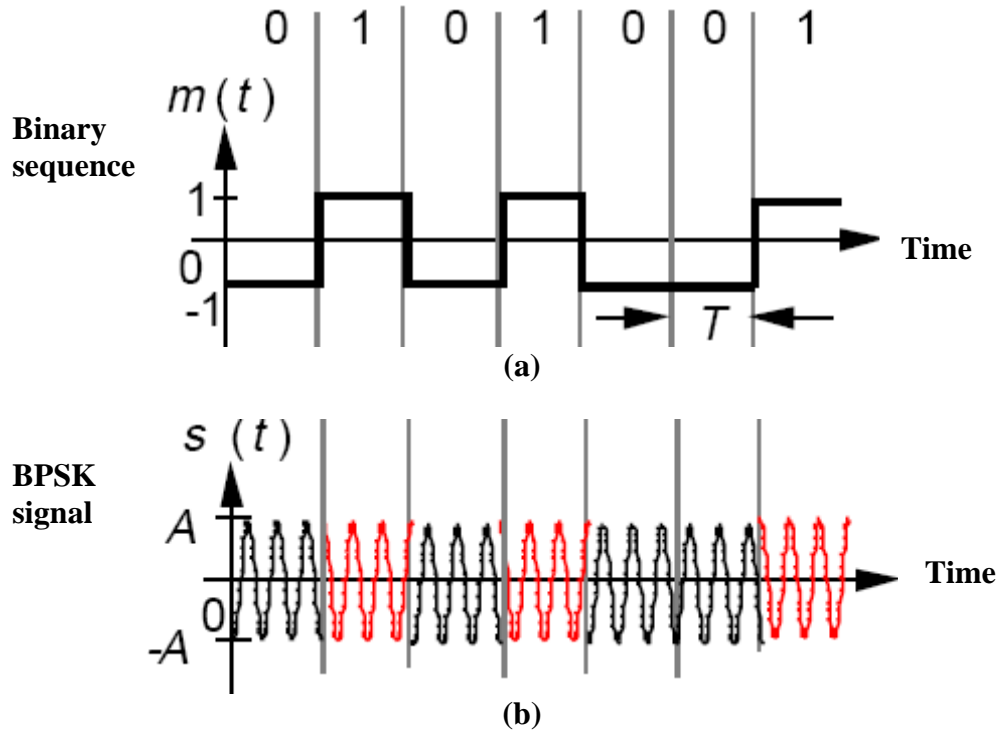 0 1 0 1 0 0 1
m (t)
Binary
sequence
1
Time
0
-1
T
(a)
s (t)
BPSK
signal
A
Time
0
-A
(b)